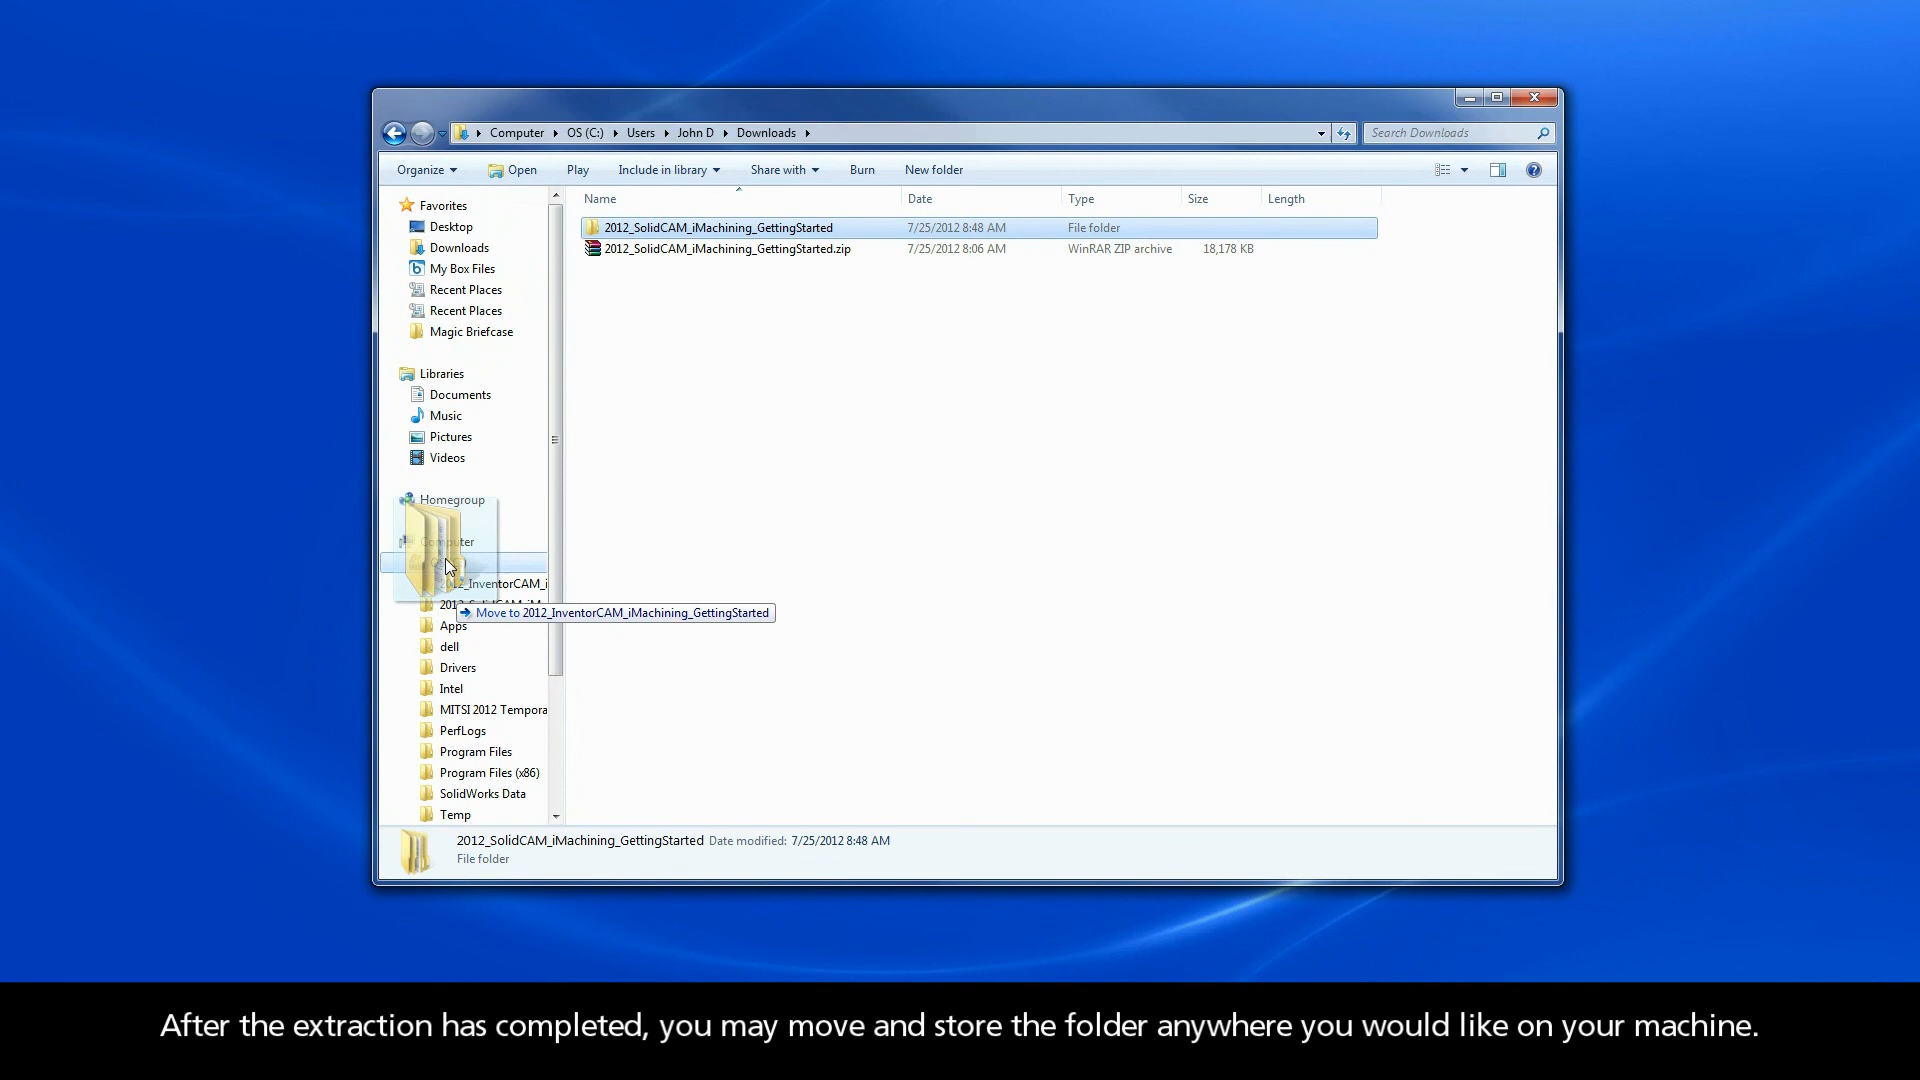 Computer
OS (C:)
Users
John D
Downloads
Search Downloads
Organize
Open
Play
Include in library
Share with
Burn
New folder
Favorites
Desktop
Downloads
My Box Files
Recent Places
Recent Places
Magic Briefcase
Libraries
Documents
Music
Pictures
Videos
Homegroup
Computer
2012_InventorCAM_i
Apps
dell
Drivers
Intel
MITSI 2012 Tempora
PerfLogs
Program Files
Program Files (x86)
SolidWorks Data
Temp
Name Date Type Size Length
2012_SolidCAM_iMachining_GettingStarted 7/25/2012 8:48 AM File folder
2012_SolidCAM_iMachining_GettingStarted.zip 7/25/2012 8:06 AM WinRAR ZIP archive 18,178 KB
Move to 2012_InventorCAM_iMachining_GettingStarted
2012_SolidCAM_iMachining_GettingStarted Date modified: 7/25/2012 8:48 AM
File folder
After the extraction has completed, you may move and store the folder anywhere you would like on your machine.